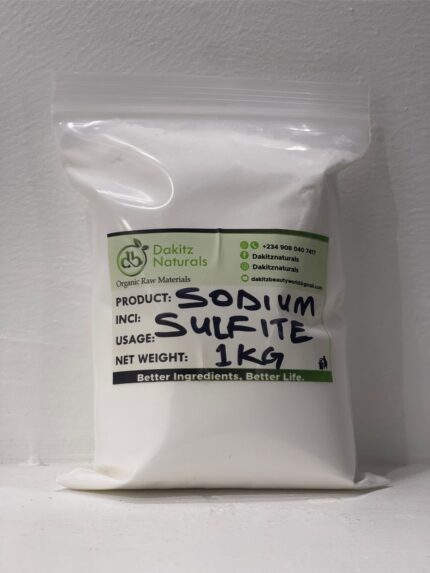 Dakitz
Naturals
Organic Raw Materials
+234 908 040 7417
Dakitznaturals
Dakitznaturals
dakitzbeautyworld@gmail.com
PRODUCT: SODIUM
INCI:
USAGE: SULFITE
NET WEIGHT: 1KG
Better Ingredients, Better Life.